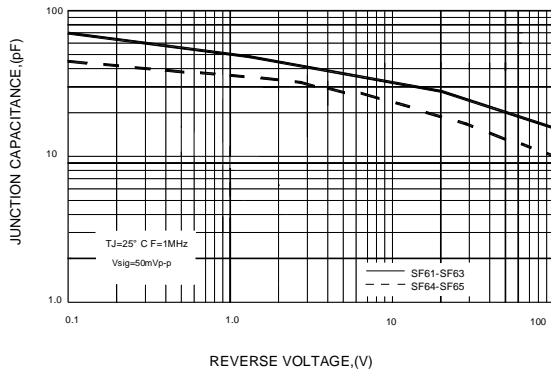 100
JUNCTION CAPACITANCE,(pF)
10
TJ=25° C F=1MHz
Vsig=50mVp-p
SF61-SF63
SF64-SF65
1.0
0.1
1.0
10
100
REVERSE VOLTAGE,(V)